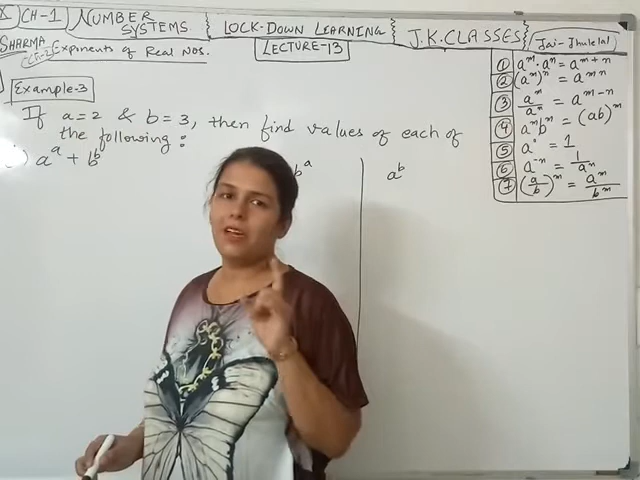 CH-1 NUMBER SYSTEMS LOCK-DOWN LEARNING J.K.CLASSES
SHARMA Exponents of Real Nos. LECTURE-13 Jai-Jhulelal
Example-3
If a=2 & b=3, then find values of each of
the following:
a^a + b^b
b^a
a^b
① a^m · a^n = a^{m+n}
② (a^m)^n = a^{mn}
③ a^m/a^n = a^{m-n}
④ a^m b^m = (ab)^m
⑤ a^0 = 1
⑥ a^{-n} = 1/a^n
⑦ (a/b)^m = a^m/b^m